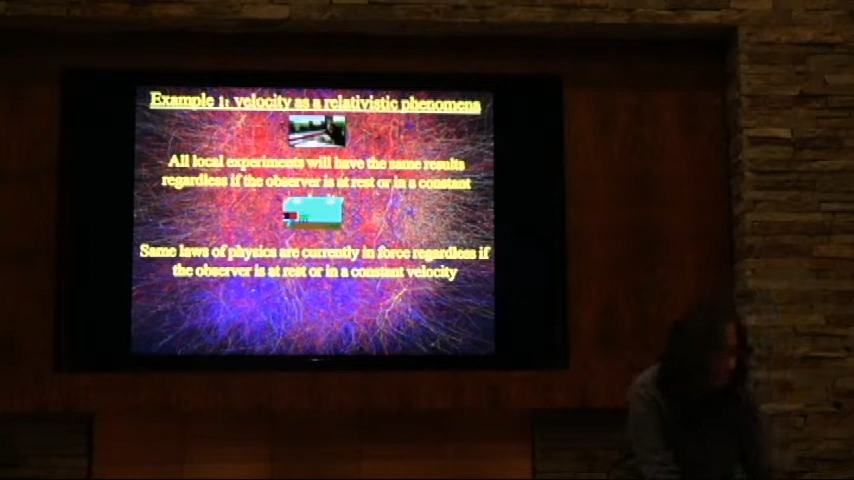 Example 1: velocity as a relativistic phenomena
All local experiments will have the same results
regardless if the observer is at rest or in a constant
Same laws of physics are currently in force regardless if
the observer is at rest or in a constant velocity